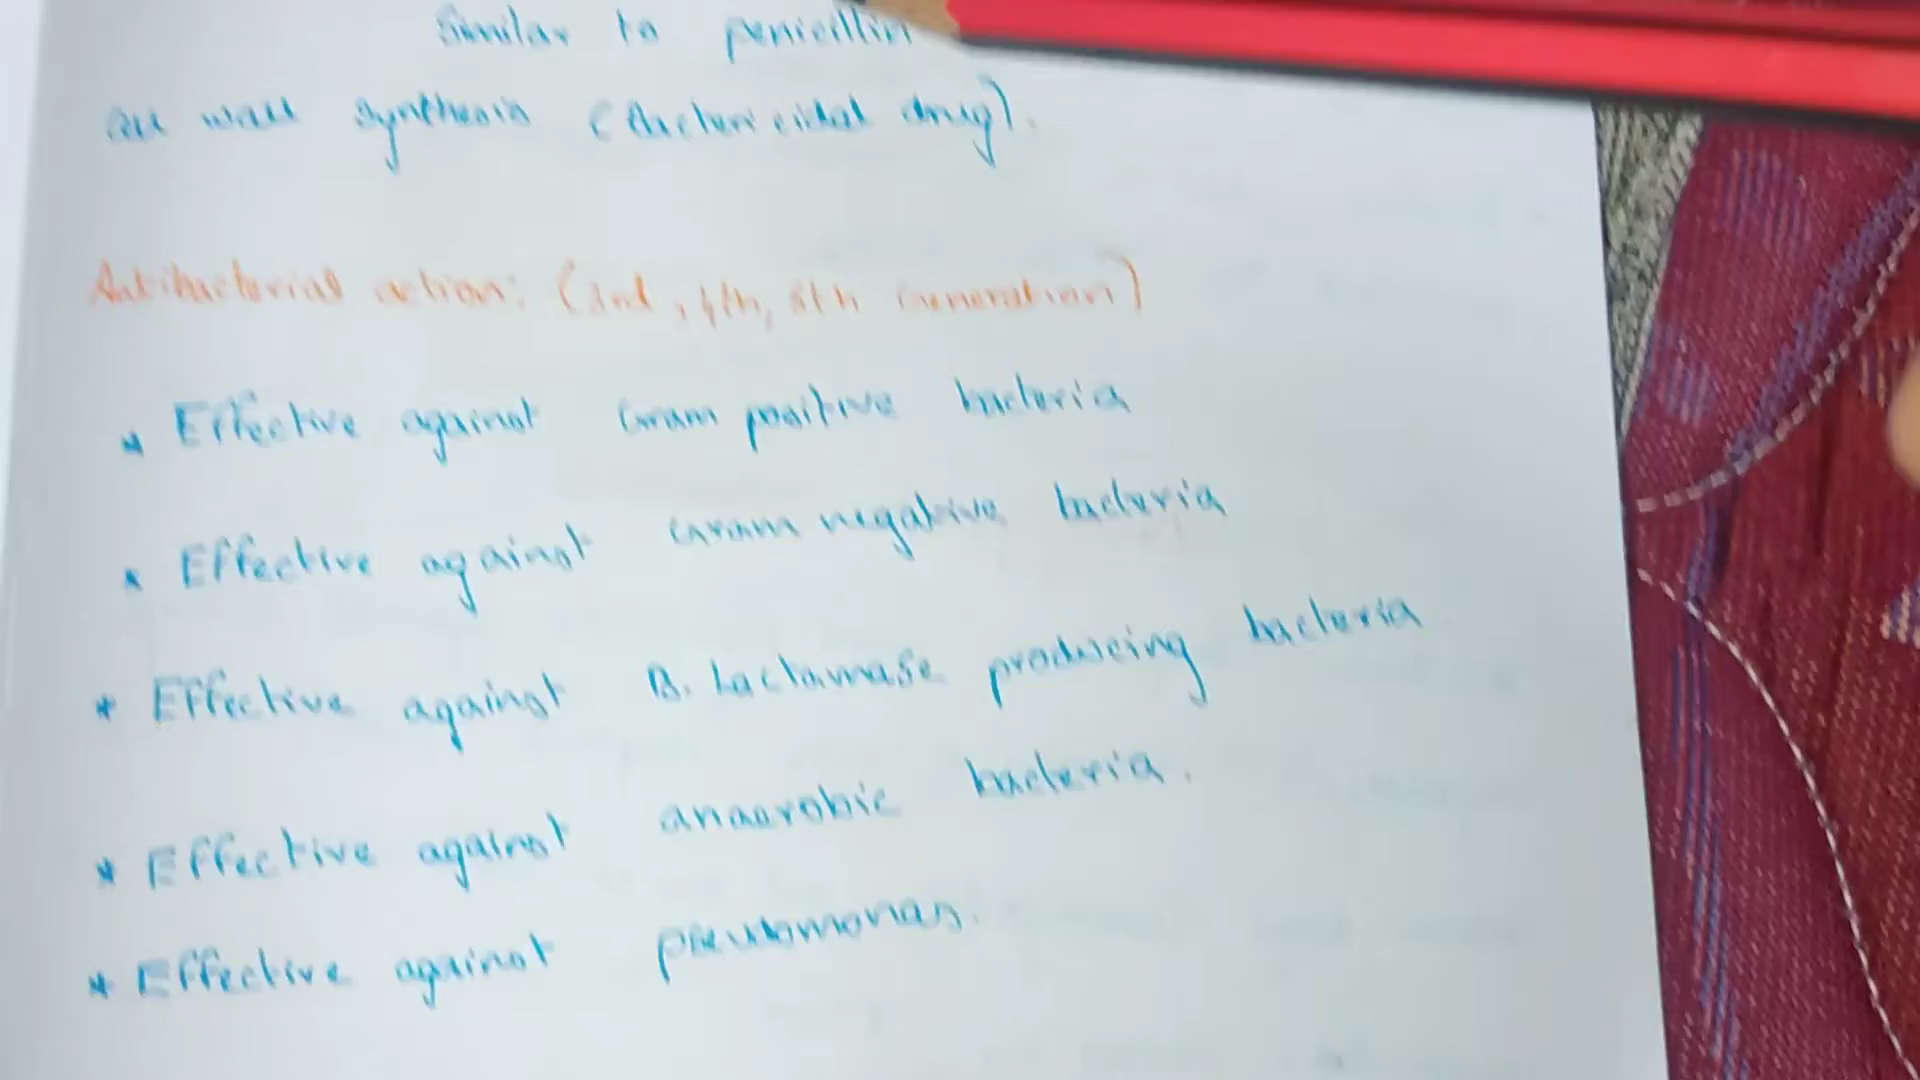 Similar to penicillin
cell wall synthesis (Bactericidal drug).
Antibacterial action: (3rd, 4th, 5th Generation)
* Effective against Gram positive bacteria
* Effective against Gram negative bacteria
* Effective against B. Lactamase producing bacteria
* Effective against anaerobic bacteria.
* Effective against pseudomonas.